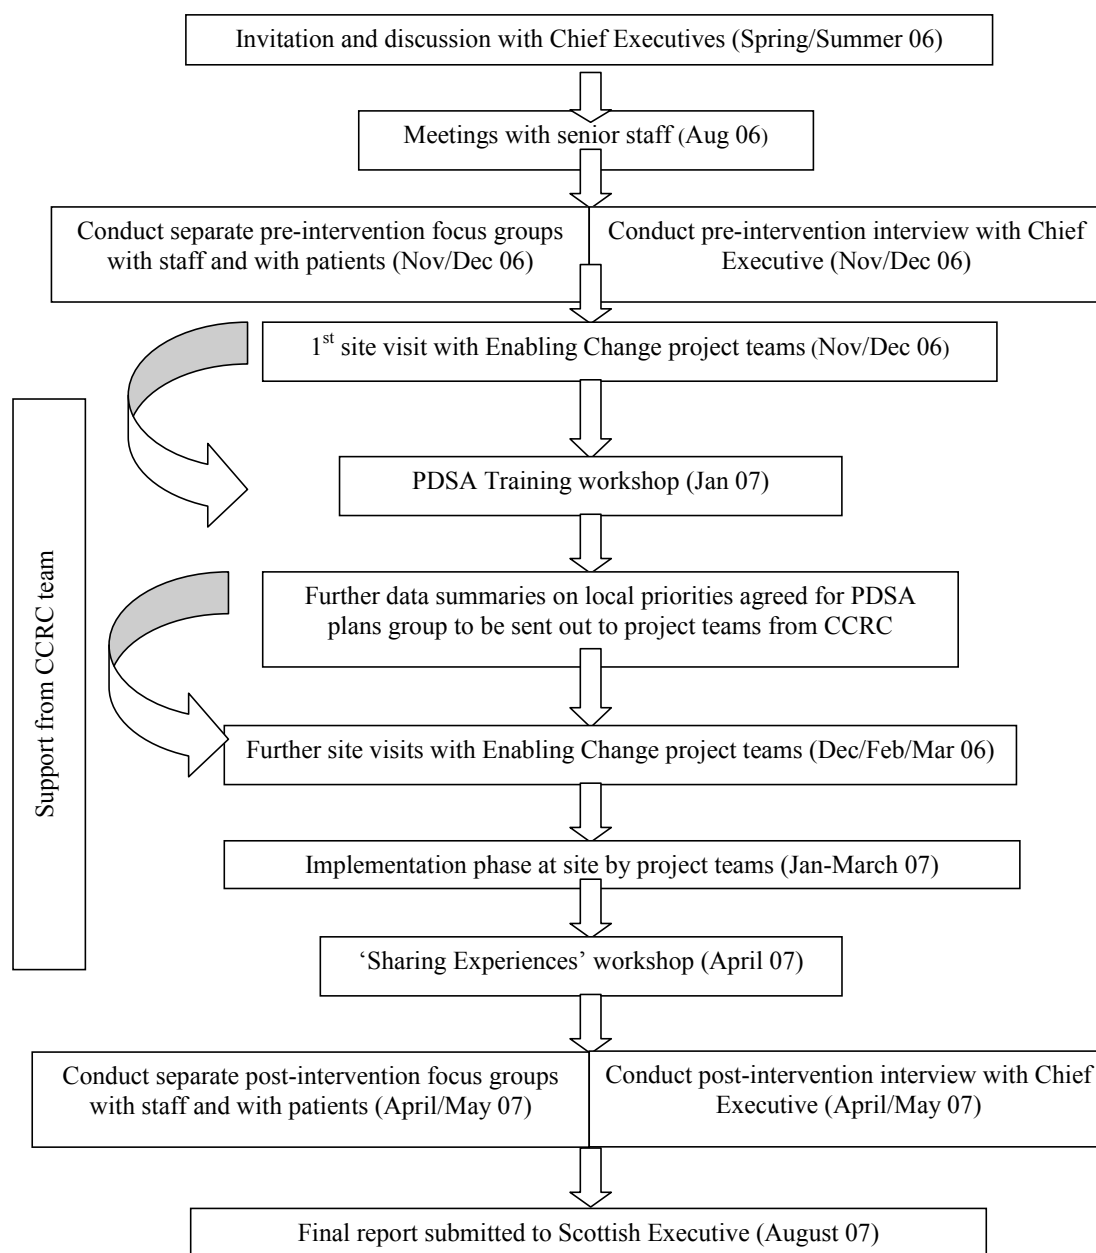 Invitation and discussion with Chief Executives (Spring/Summer 06)
Meetings with senior staff (Aug 06)
Conduct separate pre-intervention focus groups
with staff and with patients (Nov/Dec 06)
Conduct pre-intervention interview with Chief
Executive (Nov/Dec 06)
1st site visit with Enabling Change project teams (Nov/Dec 06)
PDSA Training workshop (Jan 07)
Support from CCRC team
Further data summaries on local priorities agreed for PDSA
plans group to be sent out to project teams from CCRC
Further site visits with Enabling Change project teams (Dec/Feb/Mar 06)
Implementation phase at site by project teams (Jan-March 07)
‘Sharing Experiences’ workshop (April 07)
Conduct separate post-intervention focus groups
with staff and with patients (April/May 07)
Conduct post-intervention interview with Chief
Executive (April/May 07)
Final report submitted to Scottish Executive (August 07)